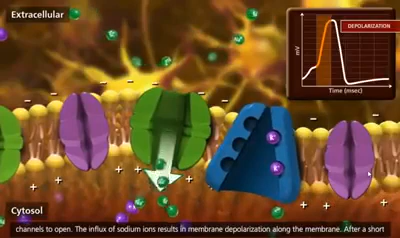 Extracellular
DEPOLARIZATION
mV
Time (msec)
K+
K+
Cytosol
channels to open. The influx of sodium ions results in membrane depolarization along the membrane. After a short